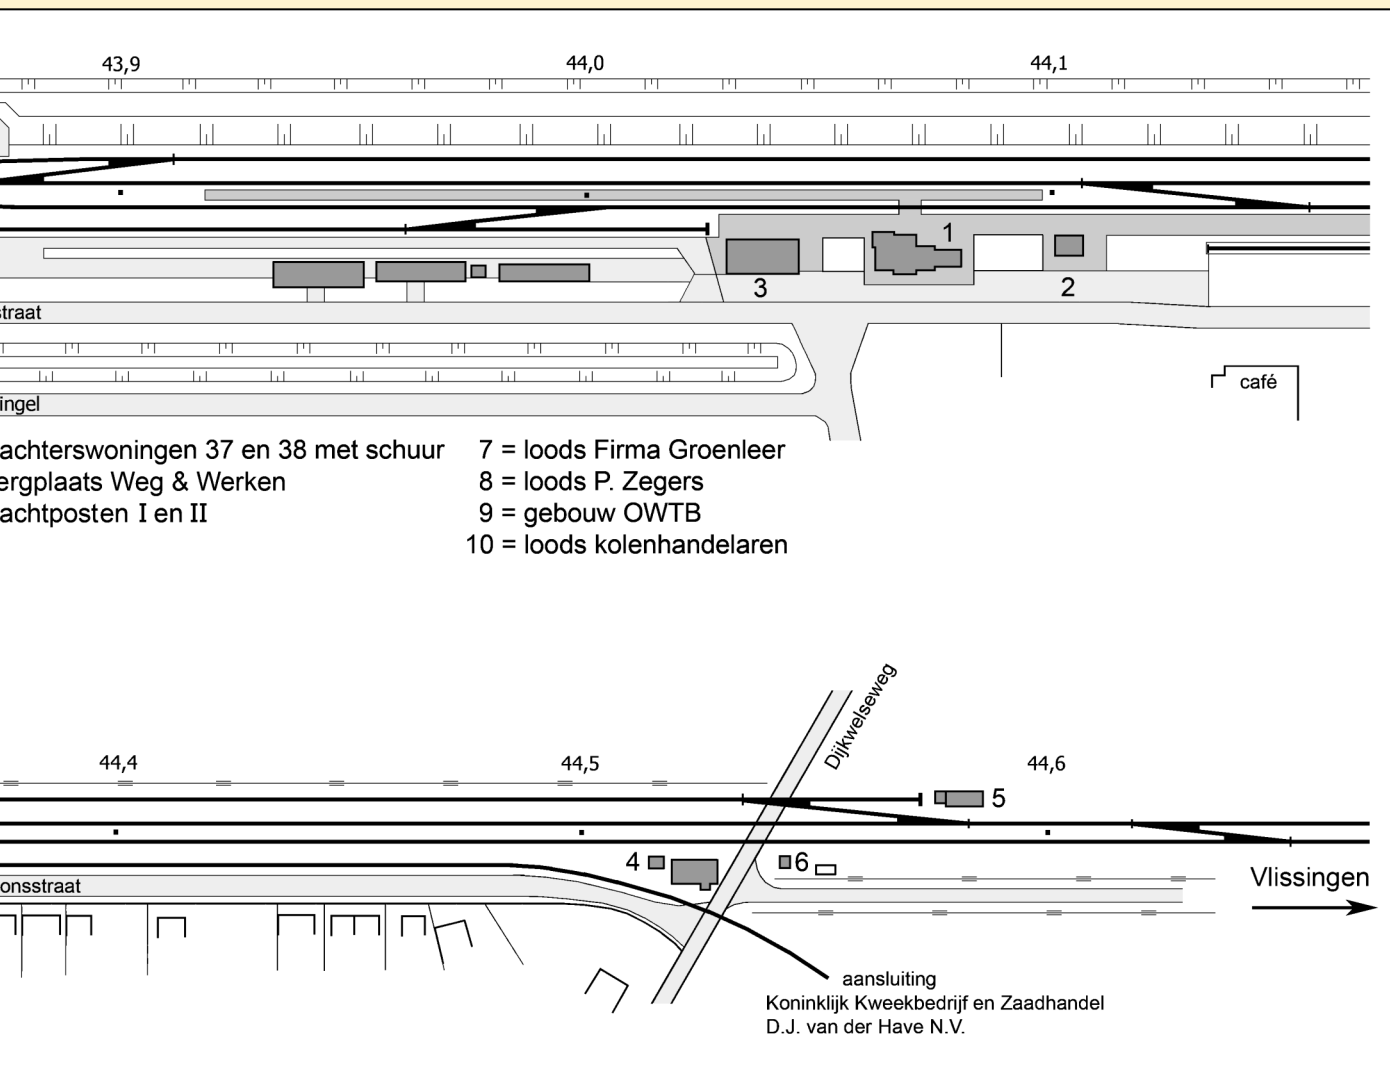 43,9 44,0 44,1
1
3 2
straat
café
ingel
achterswoningen 37 en 38 met schuur
ergplaats Weg & Werken
achtposten I en II
7 = loods Firma Groenleer
8 = loods P. Zegers
9 = gebouw OWTB
10 = loods kolenhandelaren
Dijkwelseweg
44,4 44,5 44,6
5
4 6
Vlissingen
onsstraat
aansluiting
Koninklijk Kweekbedrijf en Zaadhandel
D.J. van der Have N.V.